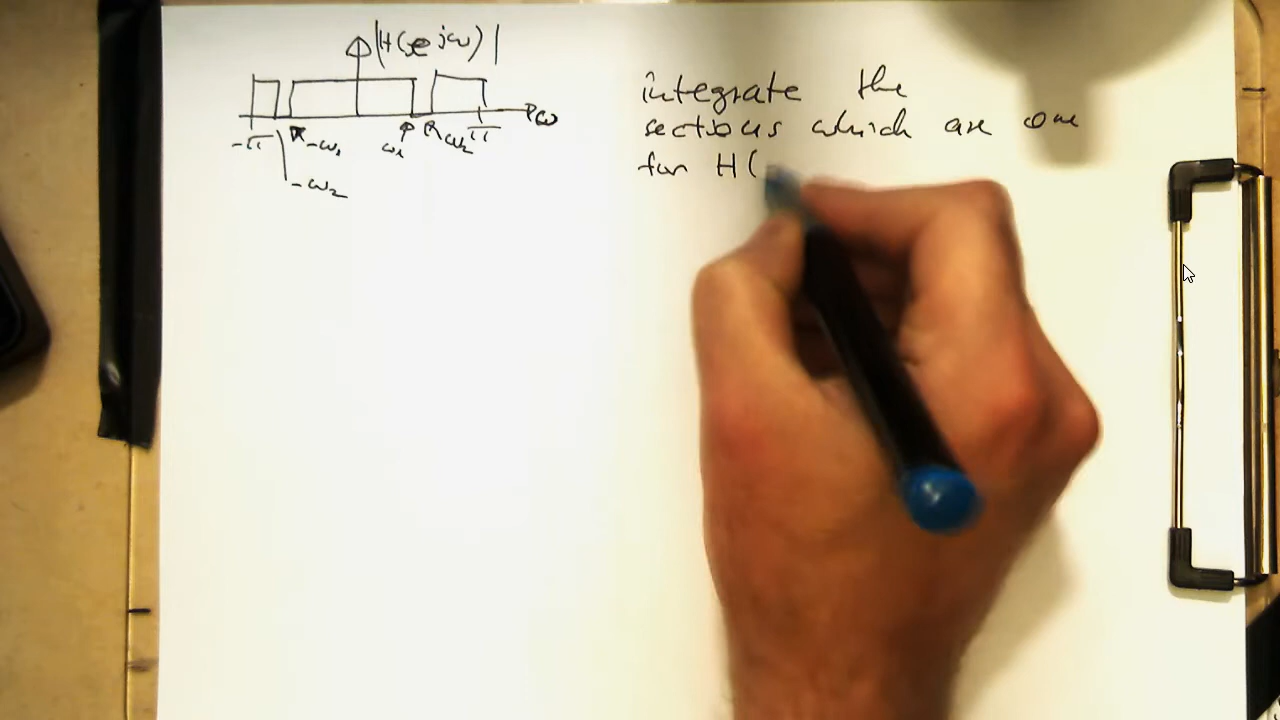 |H(e^jω)|
ω
-π -ω₁ ω₁ ω₂ π
-ω₂
integrate the
sections which are one
for H(